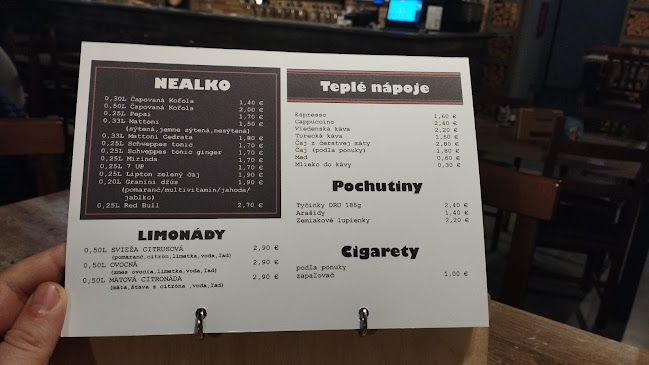 NEALKO
0,30L Čapovaná Kofola 1,40 €
0,50L Čapovaná Kofola 2,00 €
0,25L Pepsi 1,70 €
0,33L Mattoni 1,50 €
(sýtená,jemne sýtená,nesýtená)
0,33L Mattoni Cedrata 1,80 €
0,25L Schweppes tonic 1,70 €
0,25L Schweppes tonic ginger 1,70 €
0,25L Mirinda 1,70 €
0,25L 7 UP 1,70 €
0,25L Lipton zelený čaj 1,90 €
0,20L Granini džús 1,90 €
(pomaranč/multivitamín/jahoda/
jablko)
0,25L Red Bull 2,70 €
LIMONÁDY
0,50L SVIEŽA CITRUSOVÁ 2,90 €
(pomaranč,citrón,limetka,voda,ľad)
0,50L OVOCNÁ 2,90 €
(zmes ovocia,limetka,voda,ľad)
0,50L MATOVÁ CITRONÁDA 2,90 €
(mäta,šťava z citróna ,voda,ľad)
Teplé nápoje
Espresso 1,60 €
Cappuccino 2,40 €
Viedenská káva 2,20 €
Turecká káva 1,60 €
Čaj z čerstvej mäty 2,80 €
Čaj (podľa ponuky) 1,80 €
Med 0,60 €
Mlieko do kávy 0,30 €
Pochutiny
Tyčinky DRU 185g 2,40 €
Arašidy 1,40 €
Zemiakové lupienky 2,20 €
Cigarety
podľa ponuky
zapaľovač 1,00 €